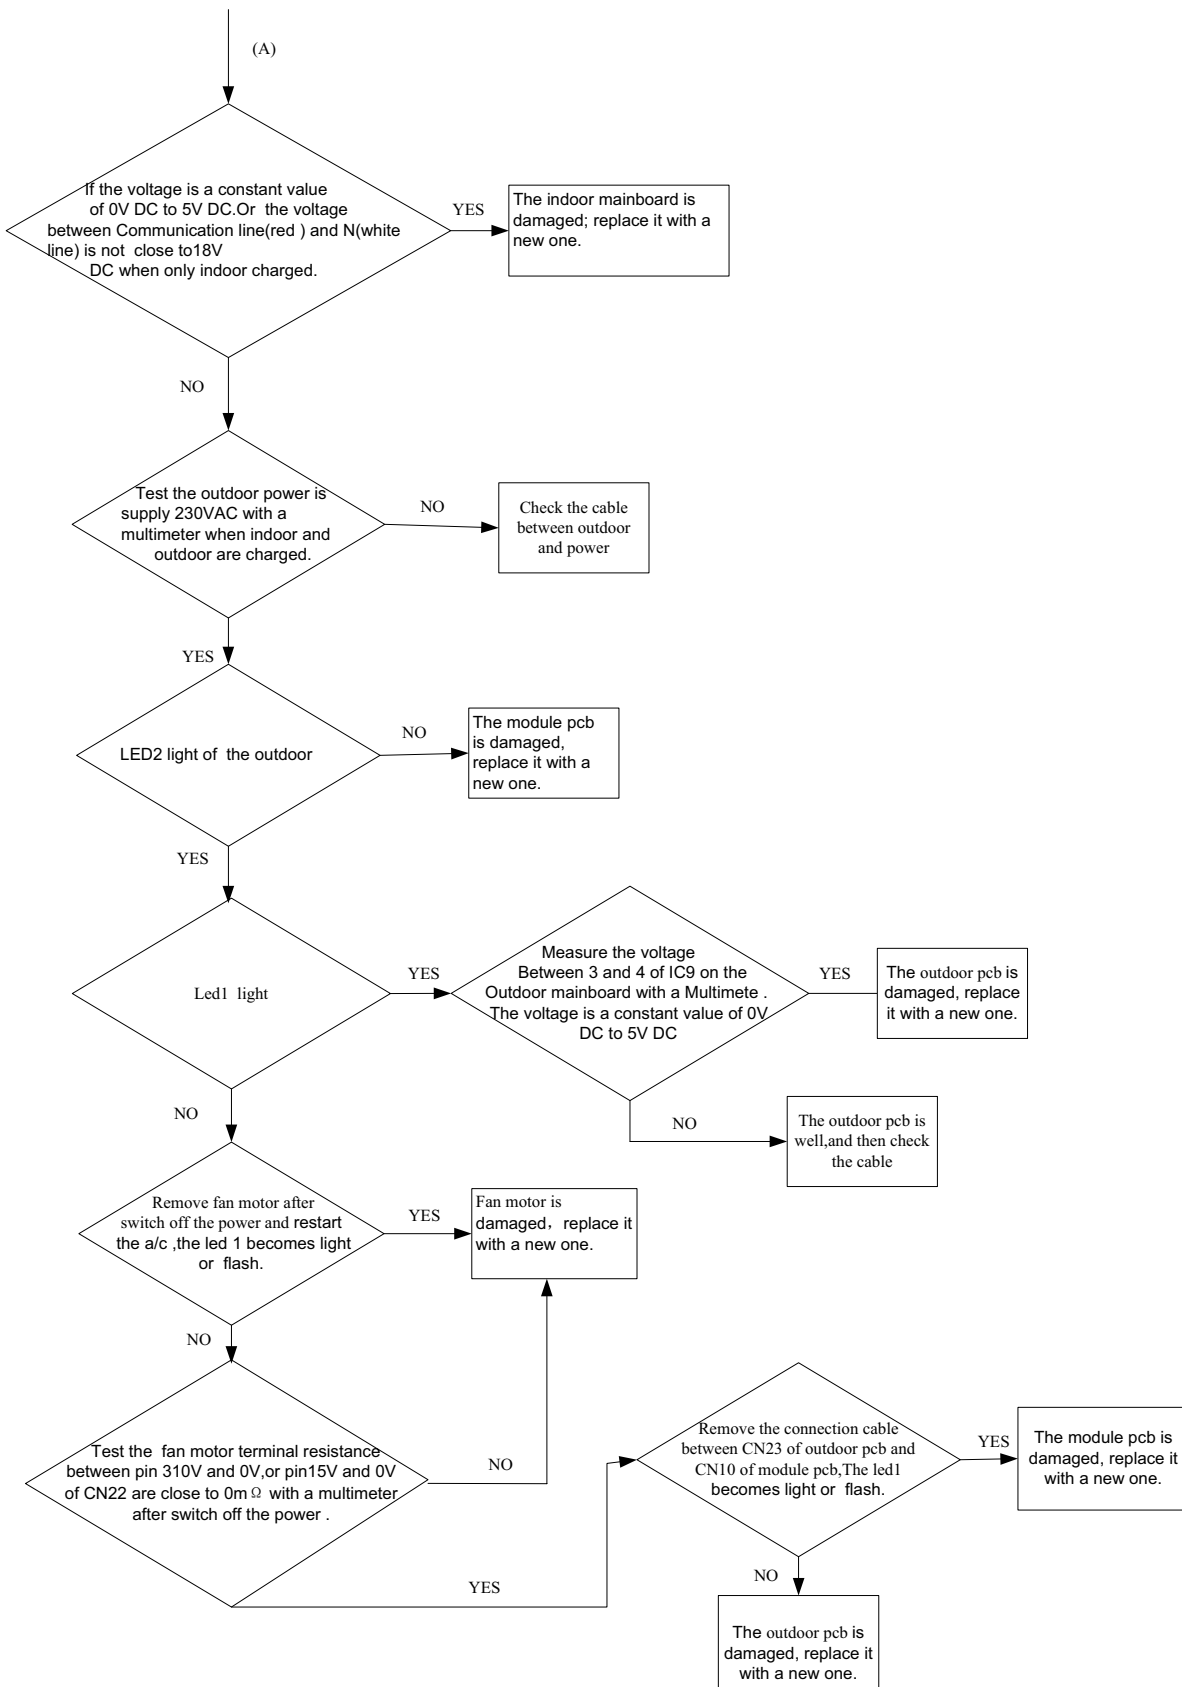 (A)
If the voltage is a constant value
of 0V DC to 5V DC.Or the voltage
between Communication line(red ) and N(white
line) is not close to18V
DC when only indoor charged.
YES
The indoor mainboard is
damaged; replace it with a
new one.
NO
Test the outdoor power is
supply 230VAC with a
multimeter when indoor and
outdoor are charged.
NO
Check the cable
between outdoor
and power
YES
LED2 light of the outdoor
NO
The module pcb
is damaged,
replace it with a
new one.
YES
Led1 light
YES
Measure the voltage
Between 3 and 4 of IC9 on the
Outdoor mainboard with a Multimete .
The voltage is a constant value of 0V
DC to 5V DC
YES
The outdoor pcb is
damaged, replace
it with a new one.
NO
The outdoor pcb is
well,and then check
the cable
NO
Remove fan motor after
switch off the power and restart
the a/c ,the led 1 becomes light
or flash.
YES
Fan motor is
damaged，replace it
with a new one.
NO
Test the fan motor terminal resistance
between pin 310V and 0V,or pin15V and 0V
of CN22 are close to 0mΩ with a multimeter
after switch off the power .
NO
YES
Remove the connection cable
between CN23 of outdoor pcb and
CN10 of module pcb,The led1
becomes light or flash.
YES
The module pcb is
damaged, replace it
with a new one.
NO
The outdoor pcb is
damaged, replace it
with a new one.